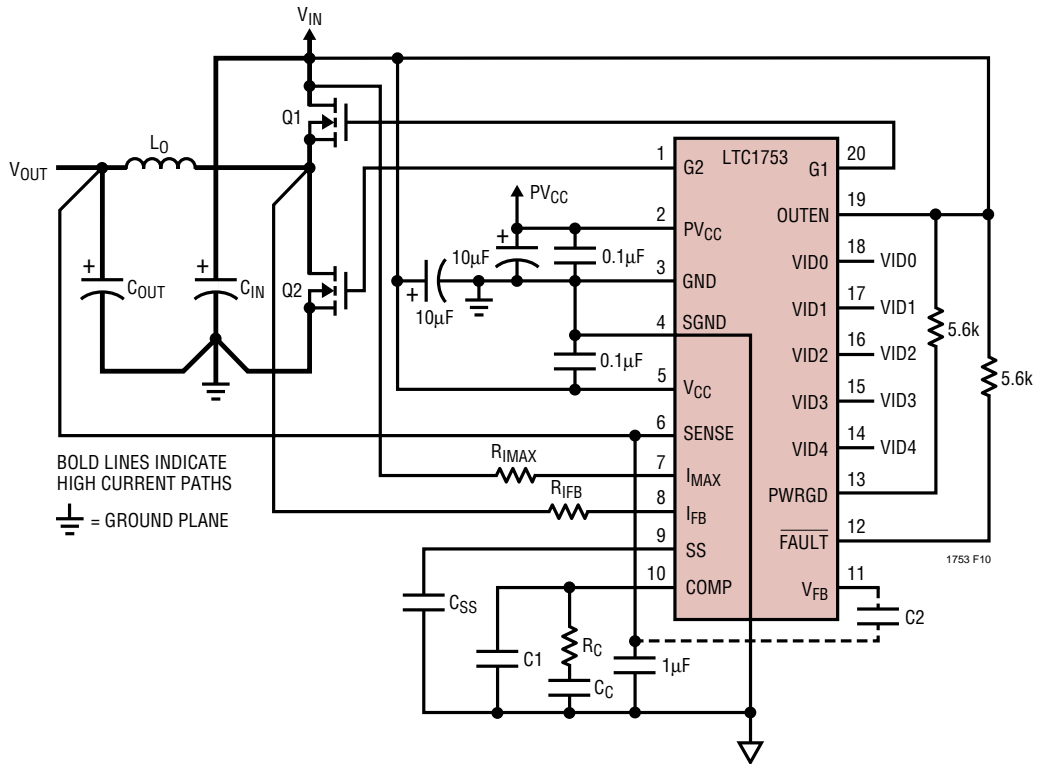 VIN
Q1
LO
VOUT
LTC1753
1
G2
G1
20
PVCC
19
OUTEN
2
PVCC
18
VID0
VID0
+
10µF
0.1µF
3
GND
17
VID1
VID1
+
COUT
+
CIN
Q2
+
10µF
4
SGND
5.6k
16
VID2
VID2
0.1µF
5.6k
5
VCC
15
VID3
VID3
6
SENSE
14
VID4
VID4
BOLD LINES INDICATE
HIGH CURRENT PATHS
RIMAX
7
IMAX
13
PWRGD
= GROUND PLANE
RIFB
8
IFB
12
FAULT
1753 F10
9
SS
10
COMP
11
VFB
CSS
C2
C1
RC
CC
1µF